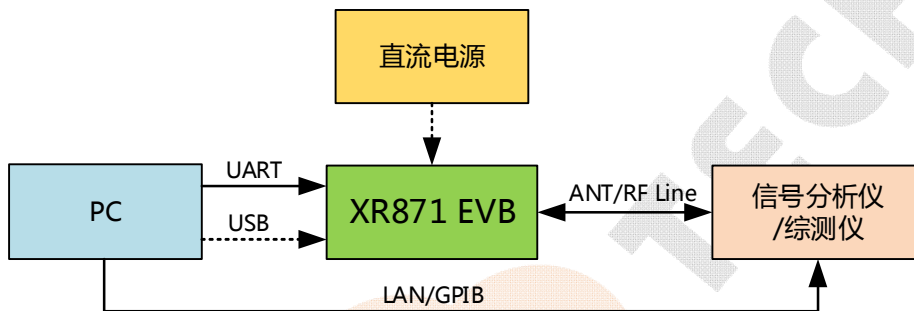 直流电源
UART
PC
USB
XR871 EVB
ANT/RF Line
信号分析仪
/综测仪
LAN/GPIB
TECH